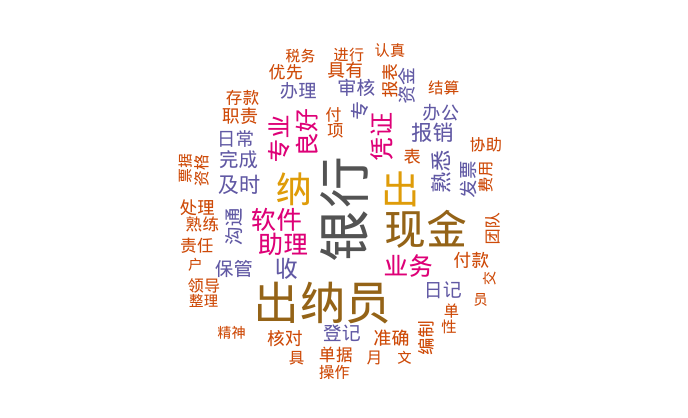 税务
进行
认真
优先
具有
报表
资金
办理
审核
结算
存款
职责
专业
良好
付
专
凭证
办公
报销
项
日常
完成
及时
票据
资格
表
熟悉
发票
费用
协助
纳
银行
出
处理
熟练
沟通
软件
现金
团队
责任
助理
户
保管
收
业务
付款
交
领导
整理
出纳员
日记
员
单
性
精神
核对
登记
准确
编制
具
单据
月
文
操作